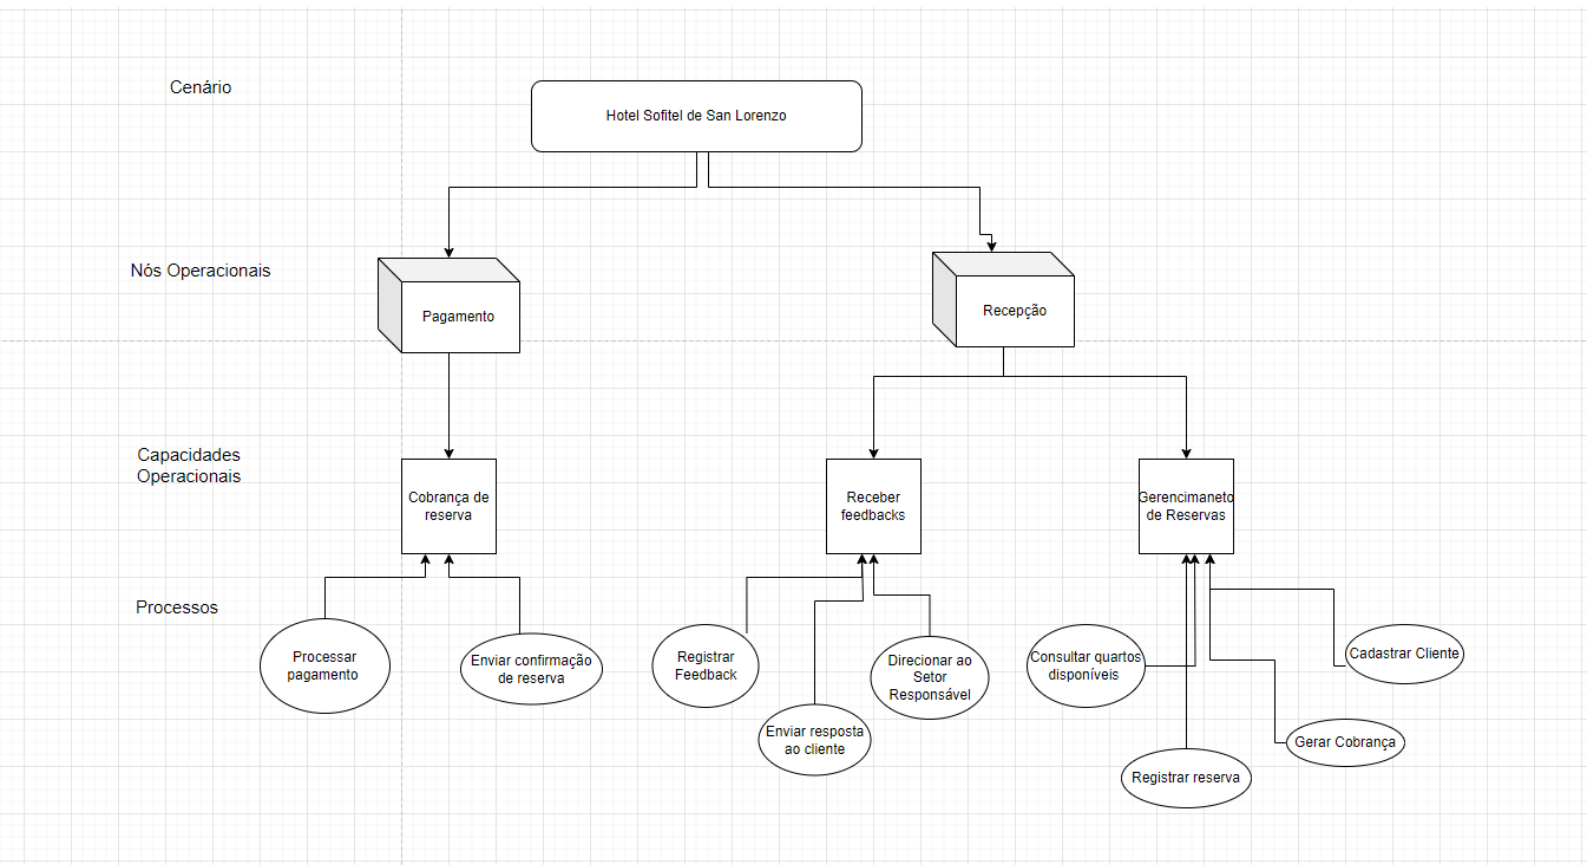 Cenário
Hotel Sofitel de San Lorenzo
Nós Operacionais
Pagamento
Recepção
Capacidades
Operacionais
Cobrança de
reserva
Receber
feedbacks
Gerencimaneto
de Reservas
Processos
Processar
pagamento
Enviar confirmação
de reserva
Registrar
Feedback
Enviar resposta
ao cliente
Direcionar ao
Setor
Responsável
Consultar quartos
disponíveis
Registrar reserva
Gerar Cobrança
Cadastrar Cliente